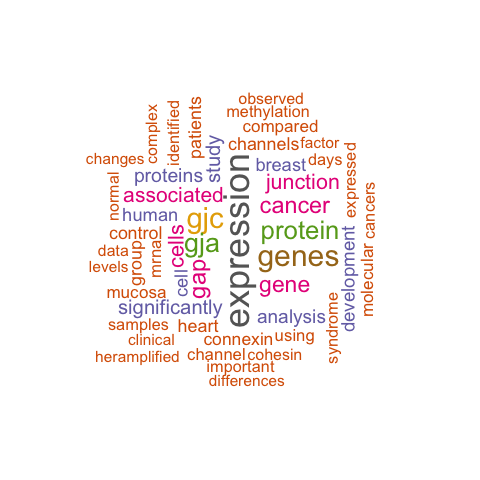 observed
methylation
compared
channels
factor
breast
days
junction
cancer
protein
genes
gene
analysis
connexin
using
channel
cohesin
important
differences
expression
complex
identified
patients
study
changes
proteins
associated
normal
human
gjc
cells
control
gja
data
group
mrnal
levels
cell
gap
mucosa
significantly
samples
heart
clinical
heramplified
expressed
development
molecular
cancers
syndrome